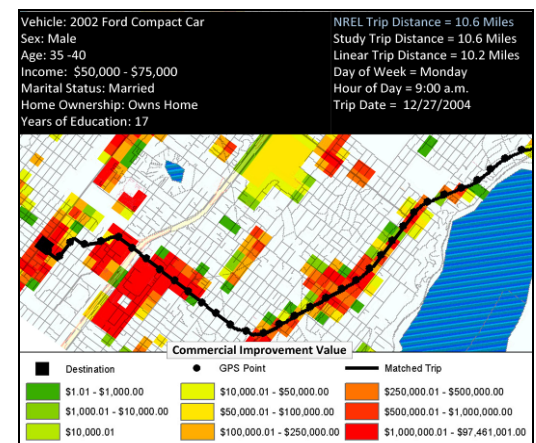 Vehicle: 2002 Ford Compact Car
Sex: Male
Age: 35 -40
Income: $50,000 - $75,000
Marital Status: Married
Home Ownership: Owns Home
Years of Education: 17
NREL Trip Distance = 10.6 Miles
Study Trip Distance = 10.6 Miles
Linear Trip Distance = 10.2 Miles
Day of Week = Monday
Hour of Day = 9:00 a.m.
Trip Date = 12/27/2004
Commercial Improvement Value
Destination
GPS Point
Matched Trip
$1.01 - $1,000.00
$10,000.01 - $50,000.00
$250,000.01 - $500,000.00
$1,000.01 - $10,000.00
$50,000.01 - $100,000.00
$500,000.01 - $1,000,000.00
$10,000.01
$100,000.01 - $250,000.00
$1,000,000.01 - $97,461,001.00